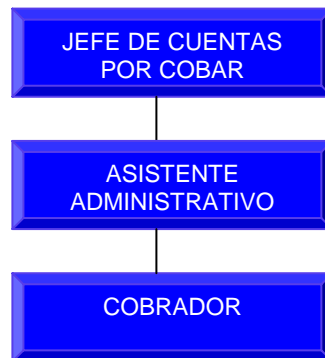 JEFE DE CUENTAS
POR COBAR
ASISTENTE
ADMINISTRATIVO
COBRADOR